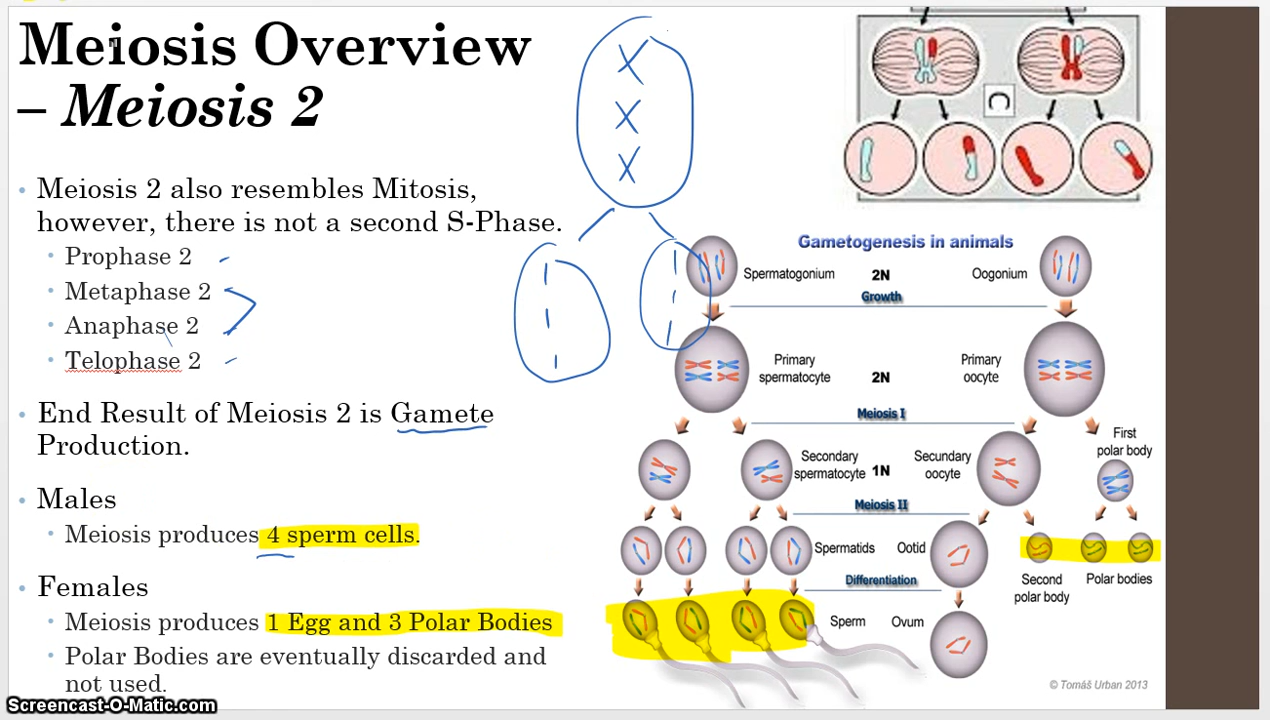 Meiosis Overview
– Meiosis 2
• Meiosis 2 also resembles Mitosis,
however, there is not a second S-Phase.
• Prophase 2
• Metaphase 2
• Anaphase 2
• Telophase 2
• End Result of Meiosis 2 is Gamete
Production.
• Males
• Meiosis produces 4 sperm cells.
• Females
• Meiosis produces 1 Egg and 3 Polar Bodies
• Polar Bodies are eventually discarded and
not used.
Gametogenesis in animals
Spermatogonium 2N Oogonium
Growth
Primary
spermatocyte 2N Primary
oocyte
Meiosis I
First
polar body
Secondary
spermatocyte 1N Secundary
oocyte
Meiosis II
Spermatids Ootid
Second
polar body Polar bodies
Differentiation
Sperm Ovum
© Tomáš Urban 2013
Screencast-O-Matic.com